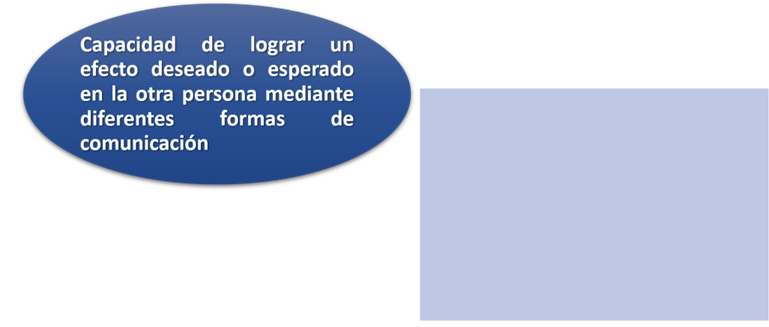 Capacidad de lograr un
efecto deseado o esperado
en la otra persona mediante
diferentes formas de
comunicación